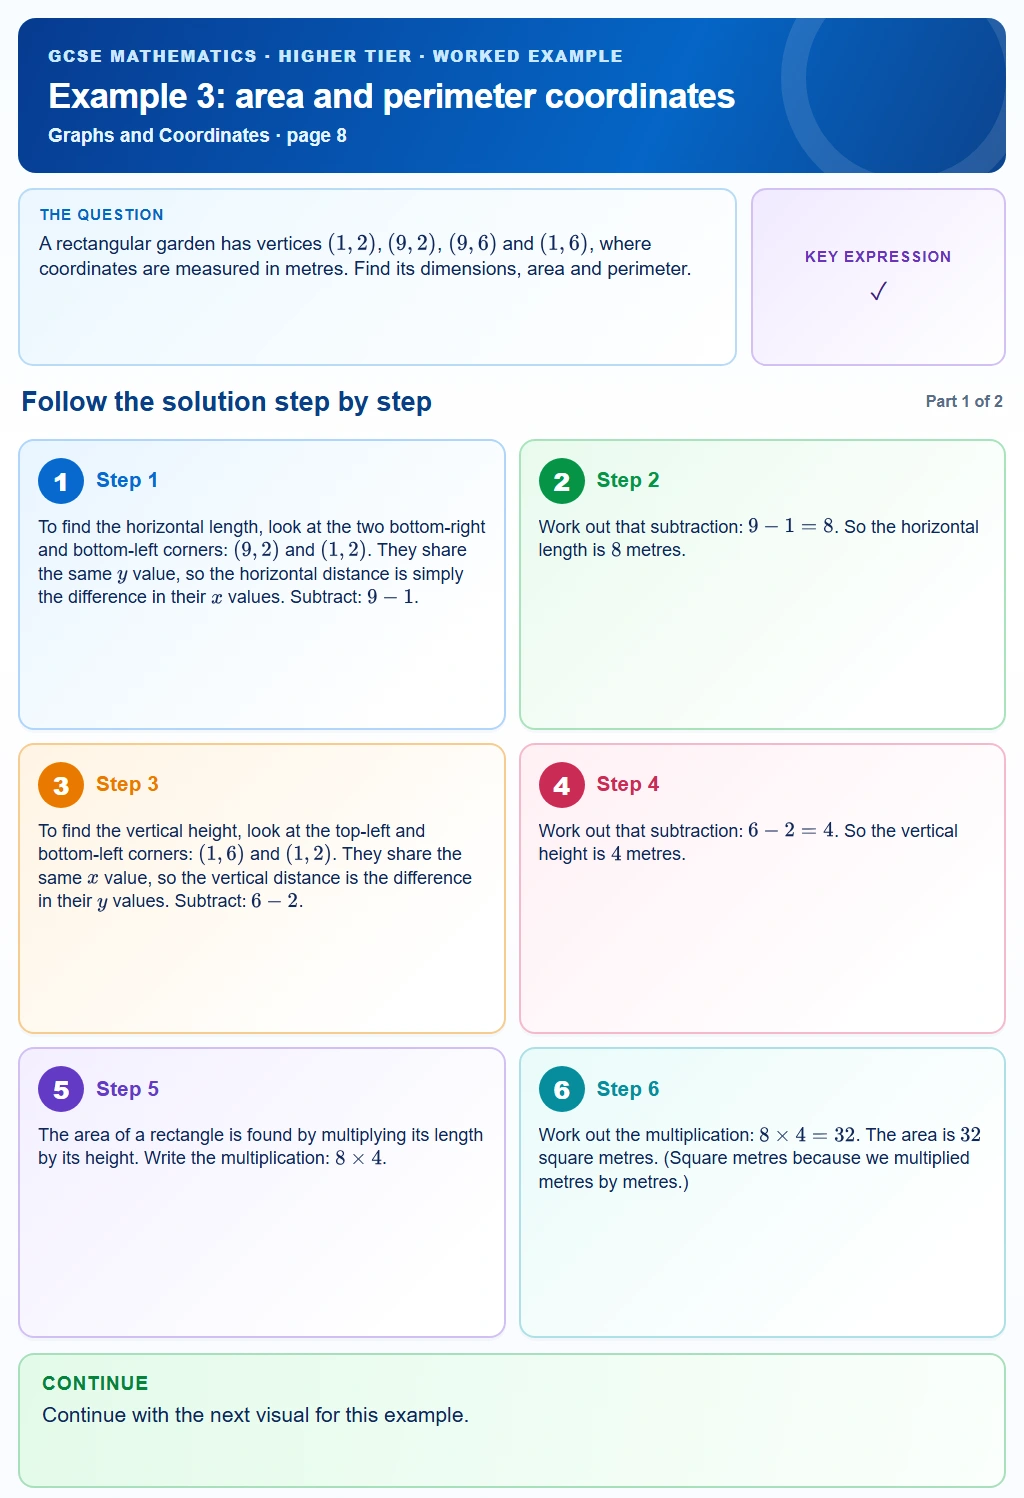 GCSE MATHEMATICS · HIGHER TIER · WORKED EXAMPLE
Example 3: area and perimeter coordinates
Graphs and Coordinates · page 8
THE QUESTION
A rectangular garden has vertices (1, 2), (9, 2), (9, 6) and (1, 6), where
coordinates are measured in metres. Find its dimensions, area and perimeter.
KEY EXPRESSION
✓
Follow the solution step by step
Part 1 of 2
1 Step 1
To find the horizontal length, look at the two bottom-right
and bottom-left corners: (9, 2) and (1, 2). They share
the same y value, so the horizontal distance is simply
the difference in their x values. Subtract: 9 − 1.
2 Step 2
Work out that subtraction: 9 − 1 = 8. So the horizontal
length is 8 metres.
3 Step 3
To find the vertical height, look at the top-left and
bottom-left corners: (1, 6) and (1, 2). They share the
same x value, so the vertical distance is the difference
in their y values. Subtract: 6 − 2.
4 Step 4
Work out that subtraction: 6 − 2 = 4. So the vertical
height is 4 metres.
5 Step 5
The area of a rectangle is found by multiplying its length
by its height. Write the multiplication: 8 × 4.
6 Step 6
Work out the multiplication: 8 × 4 = 32. The area is 32
square metres. (Square metres because we multiplied
metres by metres.)
CONTINUE
Continue with the next visual for this example.